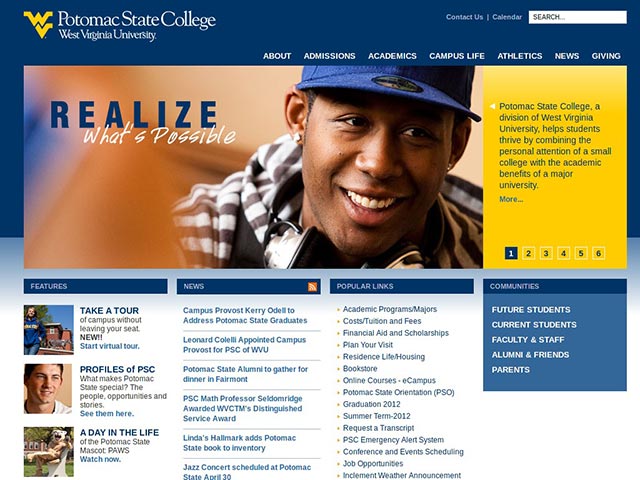 Potomac State College
West Virginia University
Contact Us | Calendar
SEARCH...
ABOUT ADMISSIONS ACADEMICS CAMPUS LIFE ATHLETICS NEWS GIVING
REALIZE
What's Possible
Potomac State College, a
division of West Virginia
University, helps students
thrive by combining the
personal attention of a small
college with the academic
benefits of a major
university.
More...
1 2 3 4 5 6
FEATURES
TAKE A TOUR
of campus without
leaving your seat.
NEW!!
Start virtual tour.
PROFILES of PSC
What makes Potomac
State special? The
people, opportunities and
stories.
See them here.
A DAY IN THE LIFE
of the Potomac State
Mascot: PAWS
Watch now.
NEWS
Campus Provost Kerry Odell to
Address Potomac State Graduates
Leonard Colelli Appointed Campus
Provost for PSC of WVU
Potomac State Alumni to gather for
dinner in Fairmont
PSC Math Professor Seldomridge
Awarded WVCTM's Distinguished
Service Award
Linda's Hallmark adds Potomac
State book to inventory
Jazz Concert scheduled at Potomac
State April 30
POPULAR LINKS
Academic Programs/Majors
Costs/Tuition and Fees
Financial Aid and Scholarships
Plan Your Visit
Residence Life/Housing
Bookstore
Online Courses - eCampus
Potomac State Orientation (PSO)
Graduation 2012
Summer Term-2012
Request a Transcript
PSC Emergency Alert System
Conference and Events Scheduling
Job Opportunities
Inclement Weather Announcement
COMMUNITIES
FUTURE STUDENTS
CURRENT STUDENTS
FACULTY & STAFF
ALUMNI & FRIENDS
PARENTS